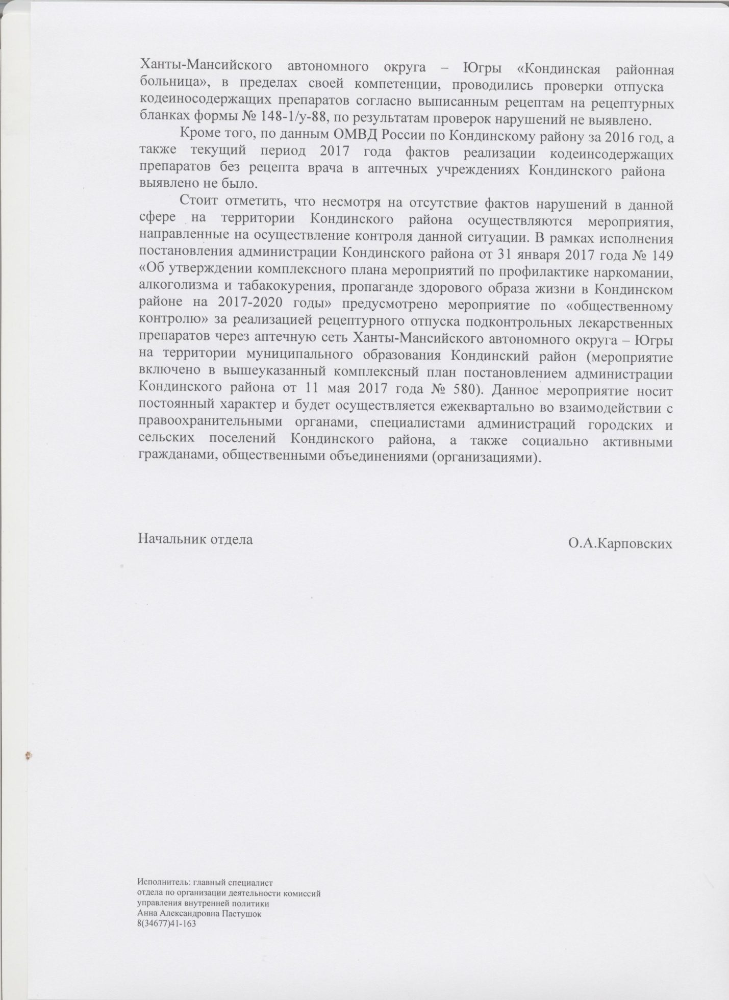 Ханты-Мансийского автономного округа – Югры «Кондинская районная
больница», в пределах своей компетенции, проводились проверки отпуска
кодеиносодержащих препаратов согласно выписанным рецептам на рецептурных
бланках формы № 148-1/у-88, по результатам проверок нарушений не выявлено.
Кроме того, по данным ОМВД России по Кондинскому району за 2016 год, а
также текущий период 2017 года фактов реализации кодеинсодержащих
препаратов без рецепта врача в аптечных учреждениях Кондинского района
выявлено не было.
Стоит отметить, что несмотря на отсутствие фактов нарушений в данной
сфере на территории Кондинского района осуществляются мероприятия,
направленные на осуществление контроля данной ситуации. В рамках исполнения
постановления администрации Кондинского района от 31 января 2017 года № 149
«Об утверждении комплексного плана мероприятий по профилактике наркомании,
алкоголизма и табакокурения, пропаганде здорового образа жизни в Кондинском
районе на 2017-2020 годы» предусмотрено мероприятие по «общественному
контролю» за реализацией рецептурного отпуска подконтрольных лекарственных
препаратов через аптечную сеть Ханты-Мансийского автономного округа – Югры
на территории муниципального образования Кондинский район (мероприятие
включено в вышеуказанный комплексный план постановлением администрации
Кондинского района от 11 мая 2017 года № 580). Данное мероприятие носит
постоянный характер и будет осуществляется ежеквартально во взаимодействии с
правоохранительными органами, специалистами администраций городских и
сельских поселений Кондинского района, а также социально активными
гражданами, общественными объединениями (организациями).
Начальник отдела О.А.Карповских
Исполнитель: главный специалист
отдела по организации деятельности комиссий
управления внутренней политики
Анна Александровна Пастушок
8(34677)41-163